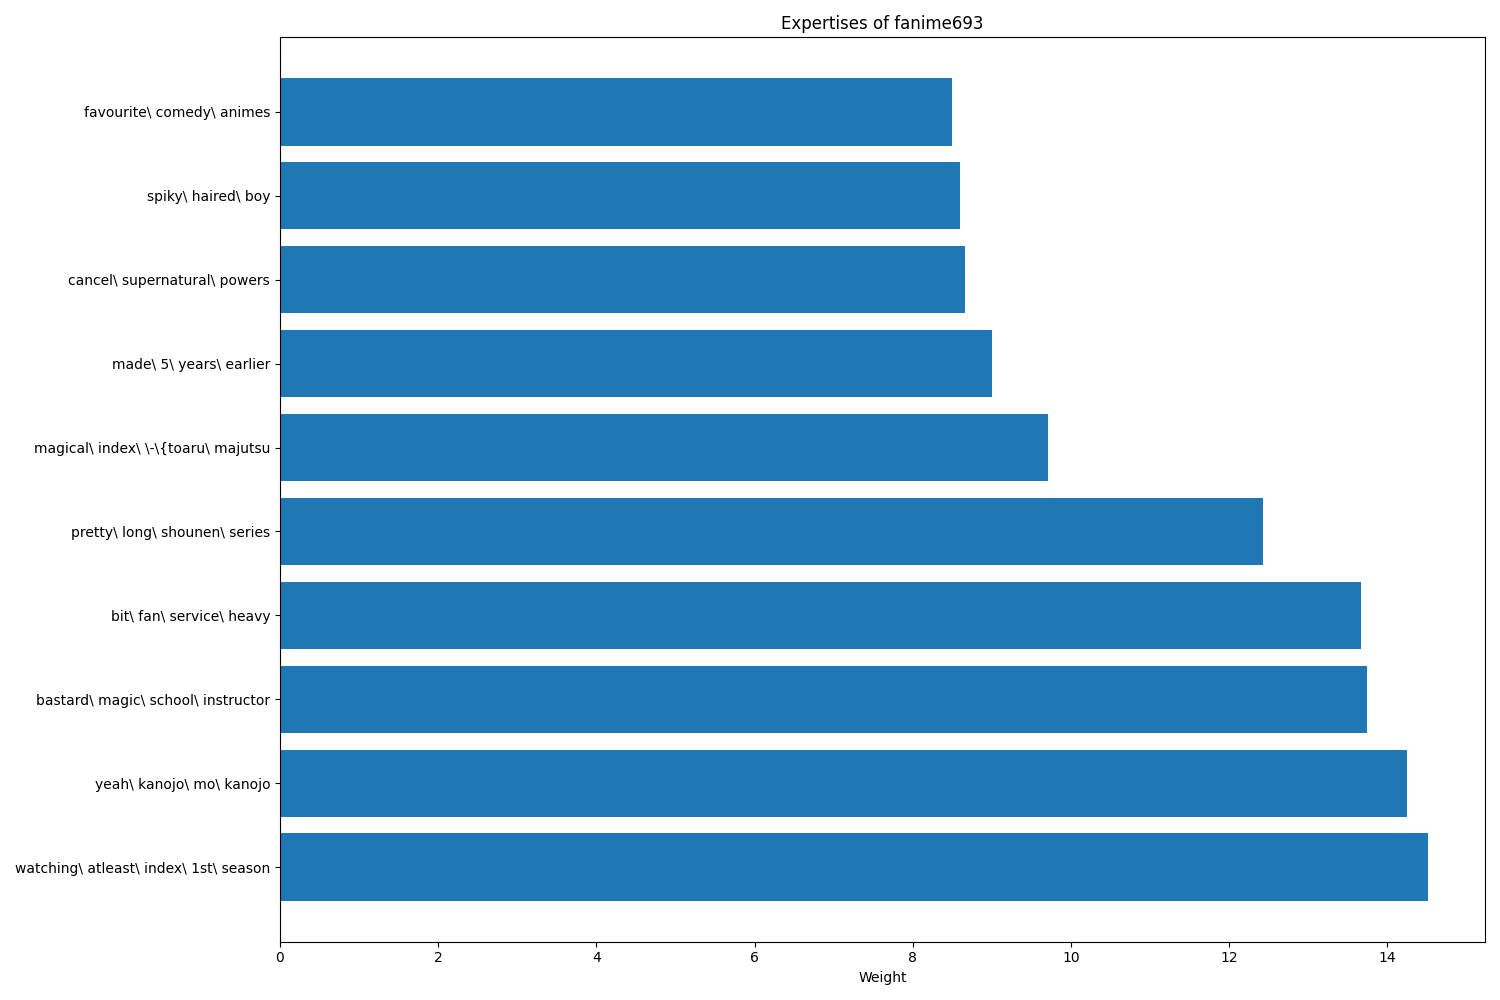 Expertises of fanime693
favourite\ comedy\ animes
spiky\ haired\ boy
cancel\ supernatural\ powers
made\ 5\ years\ earlier
magical\ index\ \-\{toaru\ majutsu
pretty\ long\ shounen\ series
bit\ fan\ service\ heavy
bastard\ magic\ school\ instructor
yeah\ kanojo\ mo\ kanojo
watching\ atleast\ index\ 1st\ season
0 2 4 6 8 10 12 14
Weight